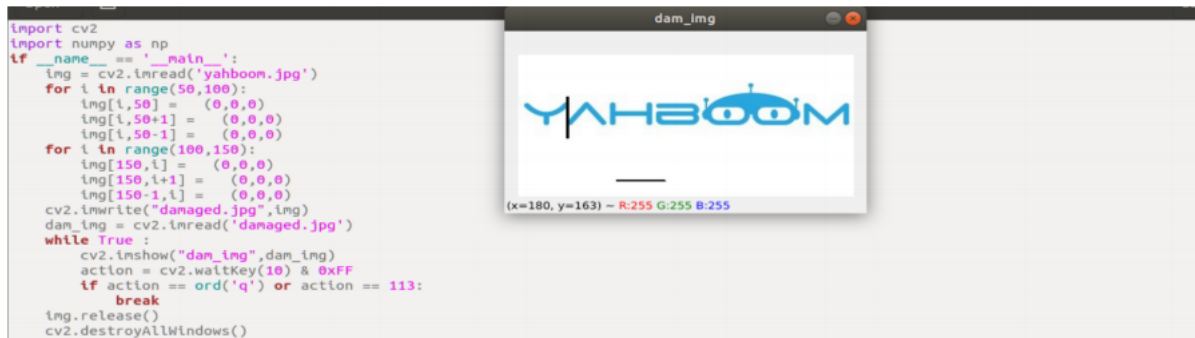 import cv2
import numpy as np
if __name__ == '__main__':
    img = cv2.imread('yahboom.jpg')
    for i in range(50,100):
        img[i,50] =   (0,0,0)
        img[i,50+1] =   (0,0,0)
        img[i,50-1] =   (0,0,0)
    for i in range(100,150):
        img[150,i] =   (0,0,0)
        img[150,i+1] =   (0,0,0)
        img[150-1,i] =   (0,0,0)
    cv2.imwrite("damaged.jpg",img)
    dam_img = cv2.imread('damaged.jpg')
    while True :
        cv2.imshow("dam_img",dam_img)
        action = cv2.waitKey(10) & 0xFF
        if action == ord('q') or action == 113:
            break
    img.release()
    cv2.destroyAllWindows()
dam_img
YAHBOOM
(x=180, y=163) ~ R:255 G:255 B:255